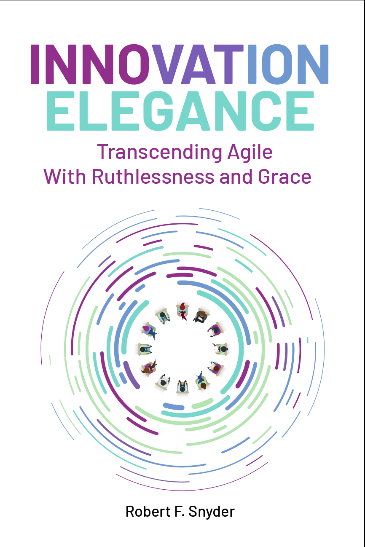 INNOVATION
ELEGANCE
Transcending Agile
With Ruthlessness and Grace
Robert F. Snyder